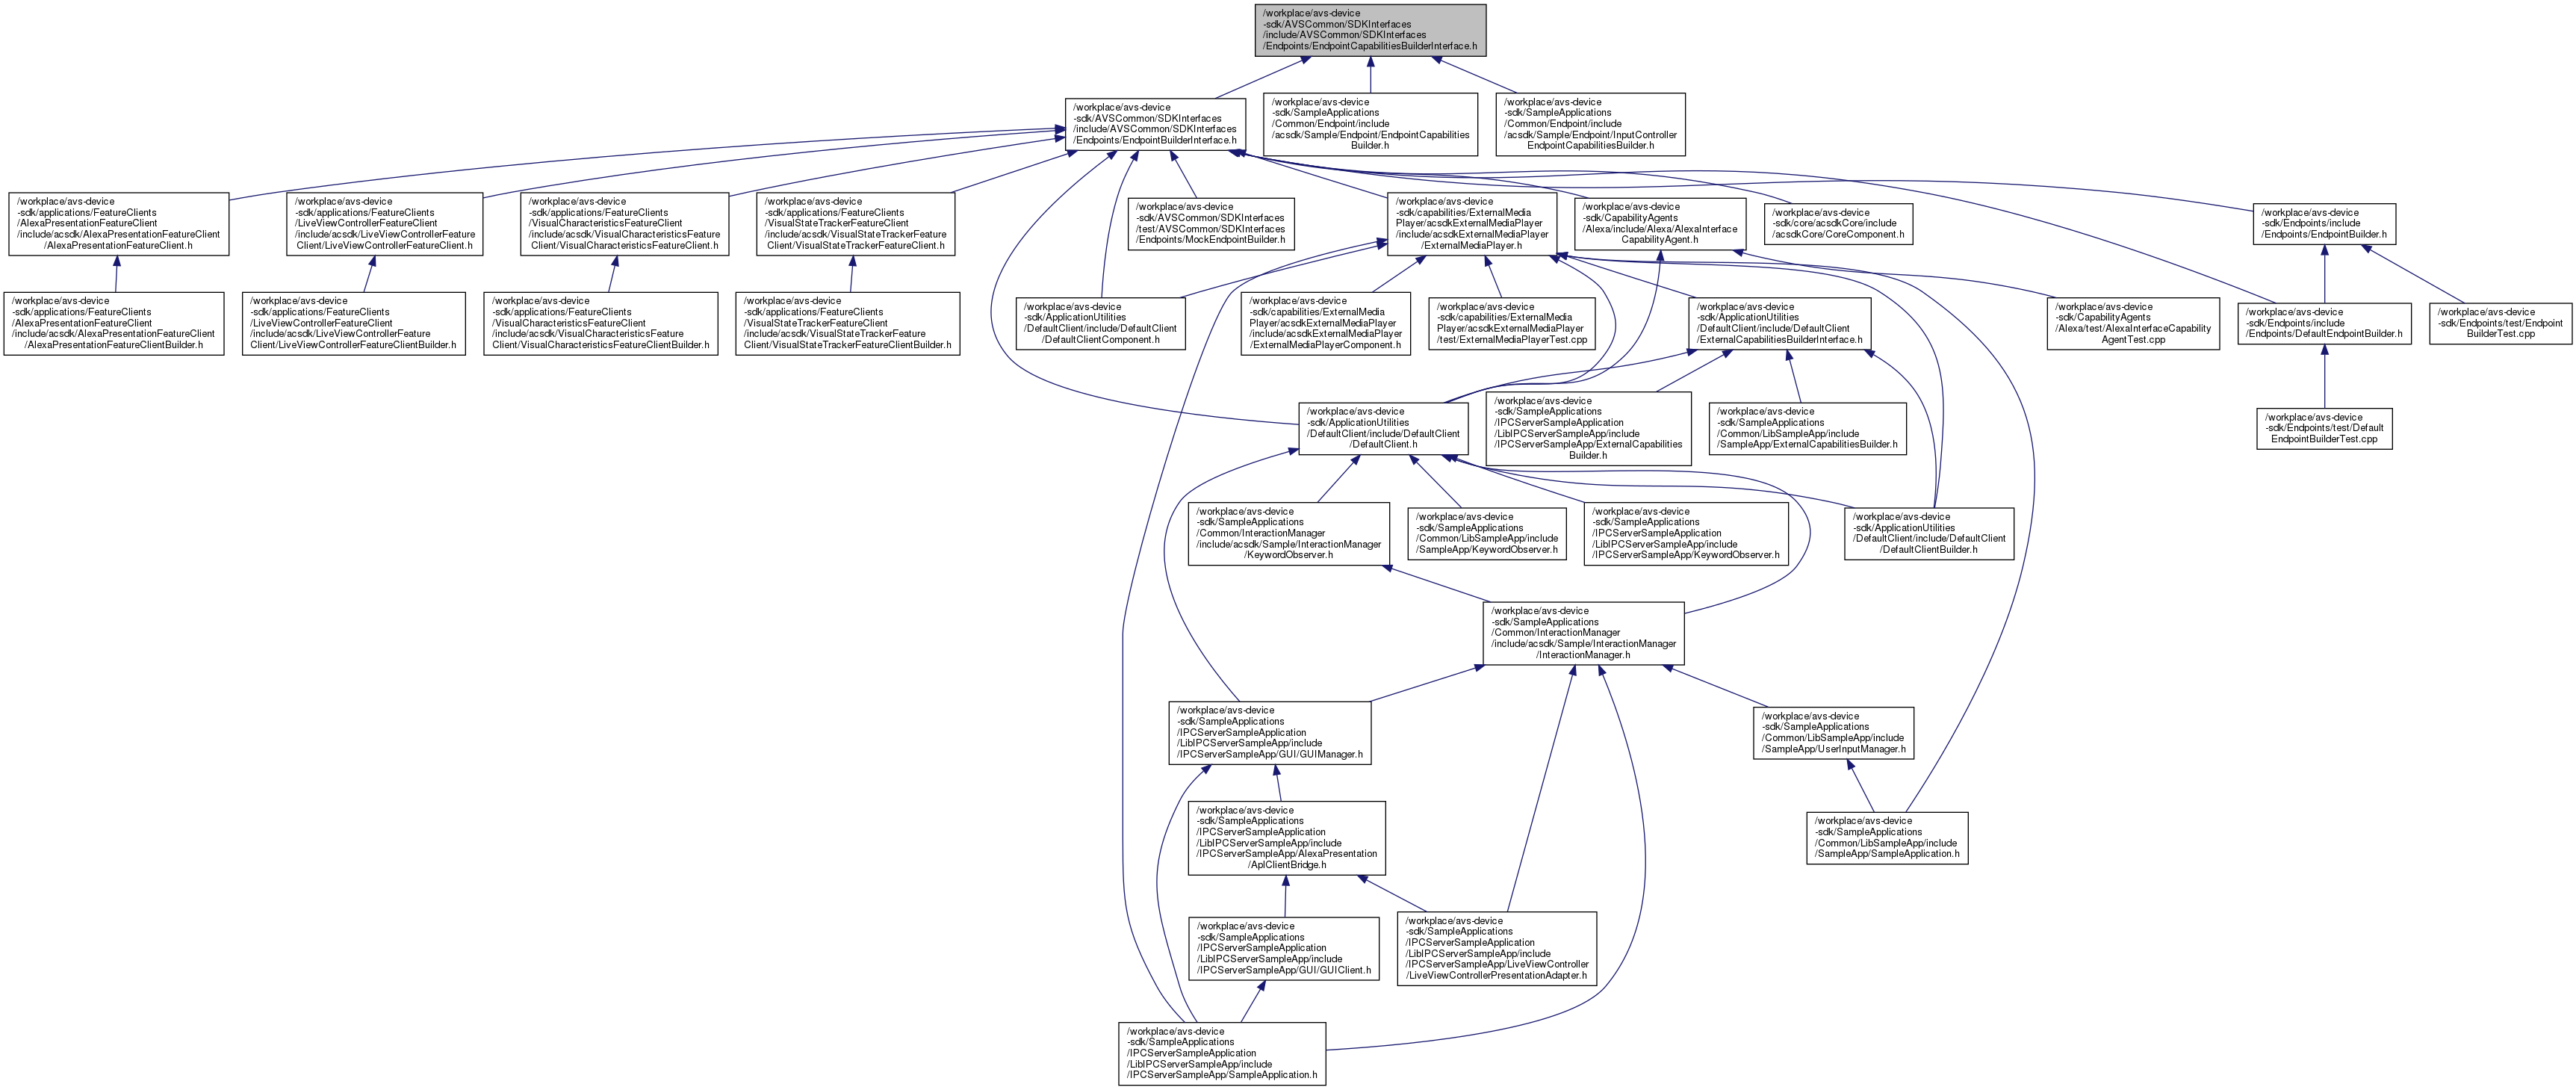 /workplace/avs-device
-sdk/AVSCommon/SDKInterfaces
/include/AVSCommon/SDKInterfaces
/Endpoints/EndpointCapabilitiesBuilderInterface.h
/workplace/avs-device
-sdk/AVSCommon/SDKInterfaces
/include/AVSCommon/SDKInterfaces
/Endpoints/EndpointBuilderInterface.h
/workplace/avs-device
-sdk/SampleApplications
/Common/Endpoint/include
/acsdk/Sample/Endpoint/EndpointCapabilities
Builder.h
/workplace/avs-device
-sdk/SampleApplications
/Common/Endpoint/include
/acsdk/Sample/Endpoint/InputController
EndpointCapabilitiesBuilder.h
/workplace/avs-device
-sdk/applications/FeatureClients
/AlexaPresentationFeatureClient
/include/acsdk/AlexaPresentationFeatureClient
/AlexaPresentationFeatureClient.h
/workplace/avs-device
-sdk/applications/FeatureClients
/LiveViewControllerFeatureClient
/include/acsdk/LiveViewControllerFeature
Client/LiveViewControllerFeatureClient.h
/workplace/avs-device
-sdk/applications/FeatureClients
/VisualCharacteristicsFeatureClient
/include/acsdk/VisualCharacteristicsFeature
Client/VisualCharacteristicsFeatureClient.h
/workplace/avs-device
-sdk/applications/FeatureClients
/VisualStateTrackerFeatureClient
/include/acsdk/VisualStateTrackerFeature
Client/VisualStateTrackerFeatureClient.h
/workplace/avs-device
-sdk/AVSCommon/SDKInterfaces
/test/AVSCommon/SDKInterfaces
/Endpoints/MockEndpointBuilder.h
/workplace/avs-device
-sdk/capabilities/ExternalMedia
Player/acsdkExternalMediaPlayer
/include/acsdkExternalMediaPlayer
/ExternalMediaPlayer.h
/workplace/avs-device
-sdk/CapabilityAgents
/Alexa/include/Alexa/AlexaInterface
CapabilityAgent.h
/workplace/avs-device
-sdk/core/acsdkCore/include
/acsdkCore/CoreComponent.h
/workplace/avs-device
-sdk/Endpoints/include
/Endpoints/EndpointBuilder.h
/workplace/avs-device
-sdk/applications/FeatureClients
/AlexaPresentationFeatureClient
/include/acsdk/AlexaPresentationFeatureClient
/AlexaPresentationFeatureClientBuilder.h
/workplace/avs-device
-sdk/applications/FeatureClients
/LiveViewControllerFeatureClient
/include/acsdk/LiveViewControllerFeature
Client/LiveViewControllerFeatureClientBuilder.h
/workplace/avs-device
-sdk/applications/FeatureClients
/VisualCharacteristicsFeatureClient
/include/acsdk/VisualCharacteristicsFeature
Client/VisualCharacteristicsFeatureClientBuilder.h
/workplace/avs-device
-sdk/applications/FeatureClients
/VisualStateTrackerFeatureClient
/include/acsdk/VisualStateTrackerFeature
Client/VisualStateTrackerFeatureClientBuilder.h
/workplace/avs-device
-sdk/ApplicationUtilities
/DefaultClient/include/DefaultClient
/DefaultClientComponent.h
/workplace/avs-device
-sdk/capabilities/ExternalMedia
Player/acsdkExternalMediaPlayer
/include/acsdkExternalMediaPlayer
/ExternalMediaPlayerComponent.h
/workplace/avs-device
-sdk/capabilities/ExternalMedia
Player/acsdkExternalMediaPlayer
/test/ExternalMediaPlayerTest.cpp
/workplace/avs-device
-sdk/ApplicationUtilities
/DefaultClient/include/DefaultClient
/ExternalCapabilitiesBuilderInterface.h
/workplace/avs-device
-sdk/CapabilityAgents
/Alexa/test/AlexaInterfaceCapability
AgentTest.cpp
/workplace/avs-device
-sdk/Endpoints/include
/Endpoints/DefaultEndpointBuilder.h
/workplace/avs-device
-sdk/Endpoints/test/Endpoint
BuilderTest.cpp
/workplace/avs-device
-sdk/ApplicationUtilities
/DefaultClient/include/DefaultClient
/DefaultClient.h
/workplace/avs-device
-sdk/SampleApplications
/IPCServerSampleApplication
/LibIPCServerSampleApp/include
/IPCServerSampleApp/ExternalCapabilities
Builder.h
/workplace/avs-device
-sdk/SampleApplications
/Common/LibSampleApp/include
/SampleApp/ExternalCapabilitiesBuilder.h
/workplace/avs-device
-sdk/Endpoints/test/Default
EndpointBuilderTest.cpp
/workplace/avs-device
-sdk/SampleApplications
/Common/InteractionManager
/include/acsdk/Sample/InteractionManager
/KeywordObserver.h
/workplace/avs-device
-sdk/SampleApplications
/Common/LibSampleApp/include
/SampleApp/KeywordObserver.h
/workplace/avs-device
-sdk/SampleApplications
/IPCServerSampleApplication
/LibIPCServerSampleApp/include
/IPCServerSampleApp/KeywordObserver.h
/workplace/avs-device
-sdk/ApplicationUtilities
/DefaultClient/include/DefaultClient
/DefaultClientBuilder.h
/workplace/avs-device
-sdk/SampleApplications
/Common/InteractionManager
/include/acsdk/Sample/InteractionManager
/InteractionManager.h
/workplace/avs-device
-sdk/SampleApplications
/IPCServerSampleApplication
/LibIPCServerSampleApp/include
/IPCServerSampleApp/GUI/GUIManager.h
/workplace/avs-device
-sdk/SampleApplications
/Common/LibSampleApp/include
/SampleApp/UserInputManager.h
/workplace/avs-device
-sdk/SampleApplications
/IPCServerSampleApplication
/LibIPCServerSampleApp/include
/IPCServerSampleApp/AlexaPresentation
/AplClientBridge.h
/workplace/avs-device
-sdk/SampleApplications
/Common/LibSampleApp/include
/SampleApp/SampleApplication.h
/workplace/avs-device
-sdk/SampleApplications
/IPCServerSampleApplication
/LibIPCServerSampleApp/include
/IPCServerSampleApp/GUI/GUIClient.h
/workplace/avs-device
-sdk/SampleApplications
/IPCServerSampleApplication
/LibIPCServerSampleApp/include
/IPCServerSampleApp/LiveViewController
/LiveViewControllerPresentationAdapter.h
/workplace/avs-device
-sdk/SampleApplications
/IPCServerSampleApplication
/LibIPCServerSampleApp/include
/IPCServerSampleApp/SampleApplication.h